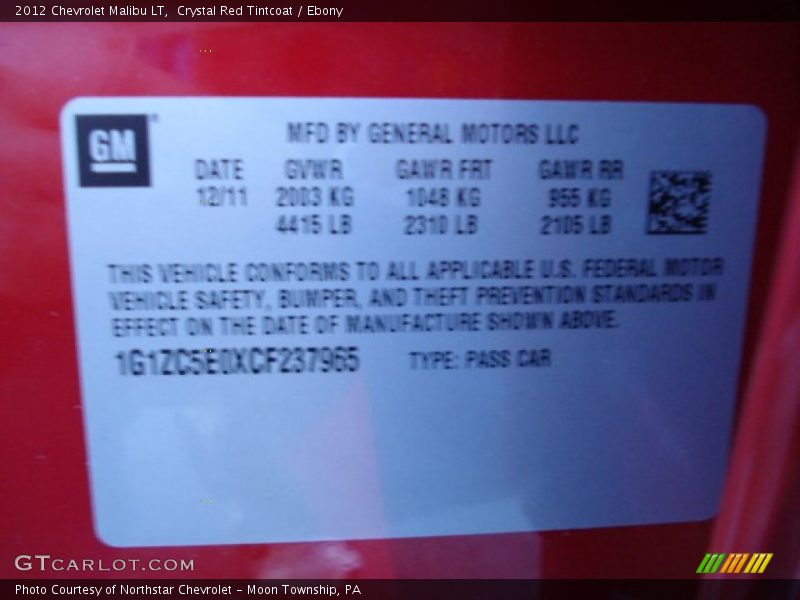 2012 Chevrolet Malibu LT, Crystal Red Tintcoat / Ebony
GM
MFD BY GENERAL MOTORS LLC
DATE GVWR GAWR FRT GAWR RR
12/11 2003 KG 1048 KG 955 KG
4415 LB 2310 LB 2105 LB
THIS VEHICLE CONFORMS TO ALL APPLICABLE U.S. FEDERAL MOTOR
VEHICLE SAFETY, BUMPER, AND THEFT PREVENTION STANDARDS IN
EFFECT ON THE DATE OF MANUFACTURE SHOWN ABOVE.
1G1ZC5E0XCF237965 TYPE: PASS CAR
GTCARLOT.COM
Photo Courtesy of Northstar Chevrolet - Moon Township, PA